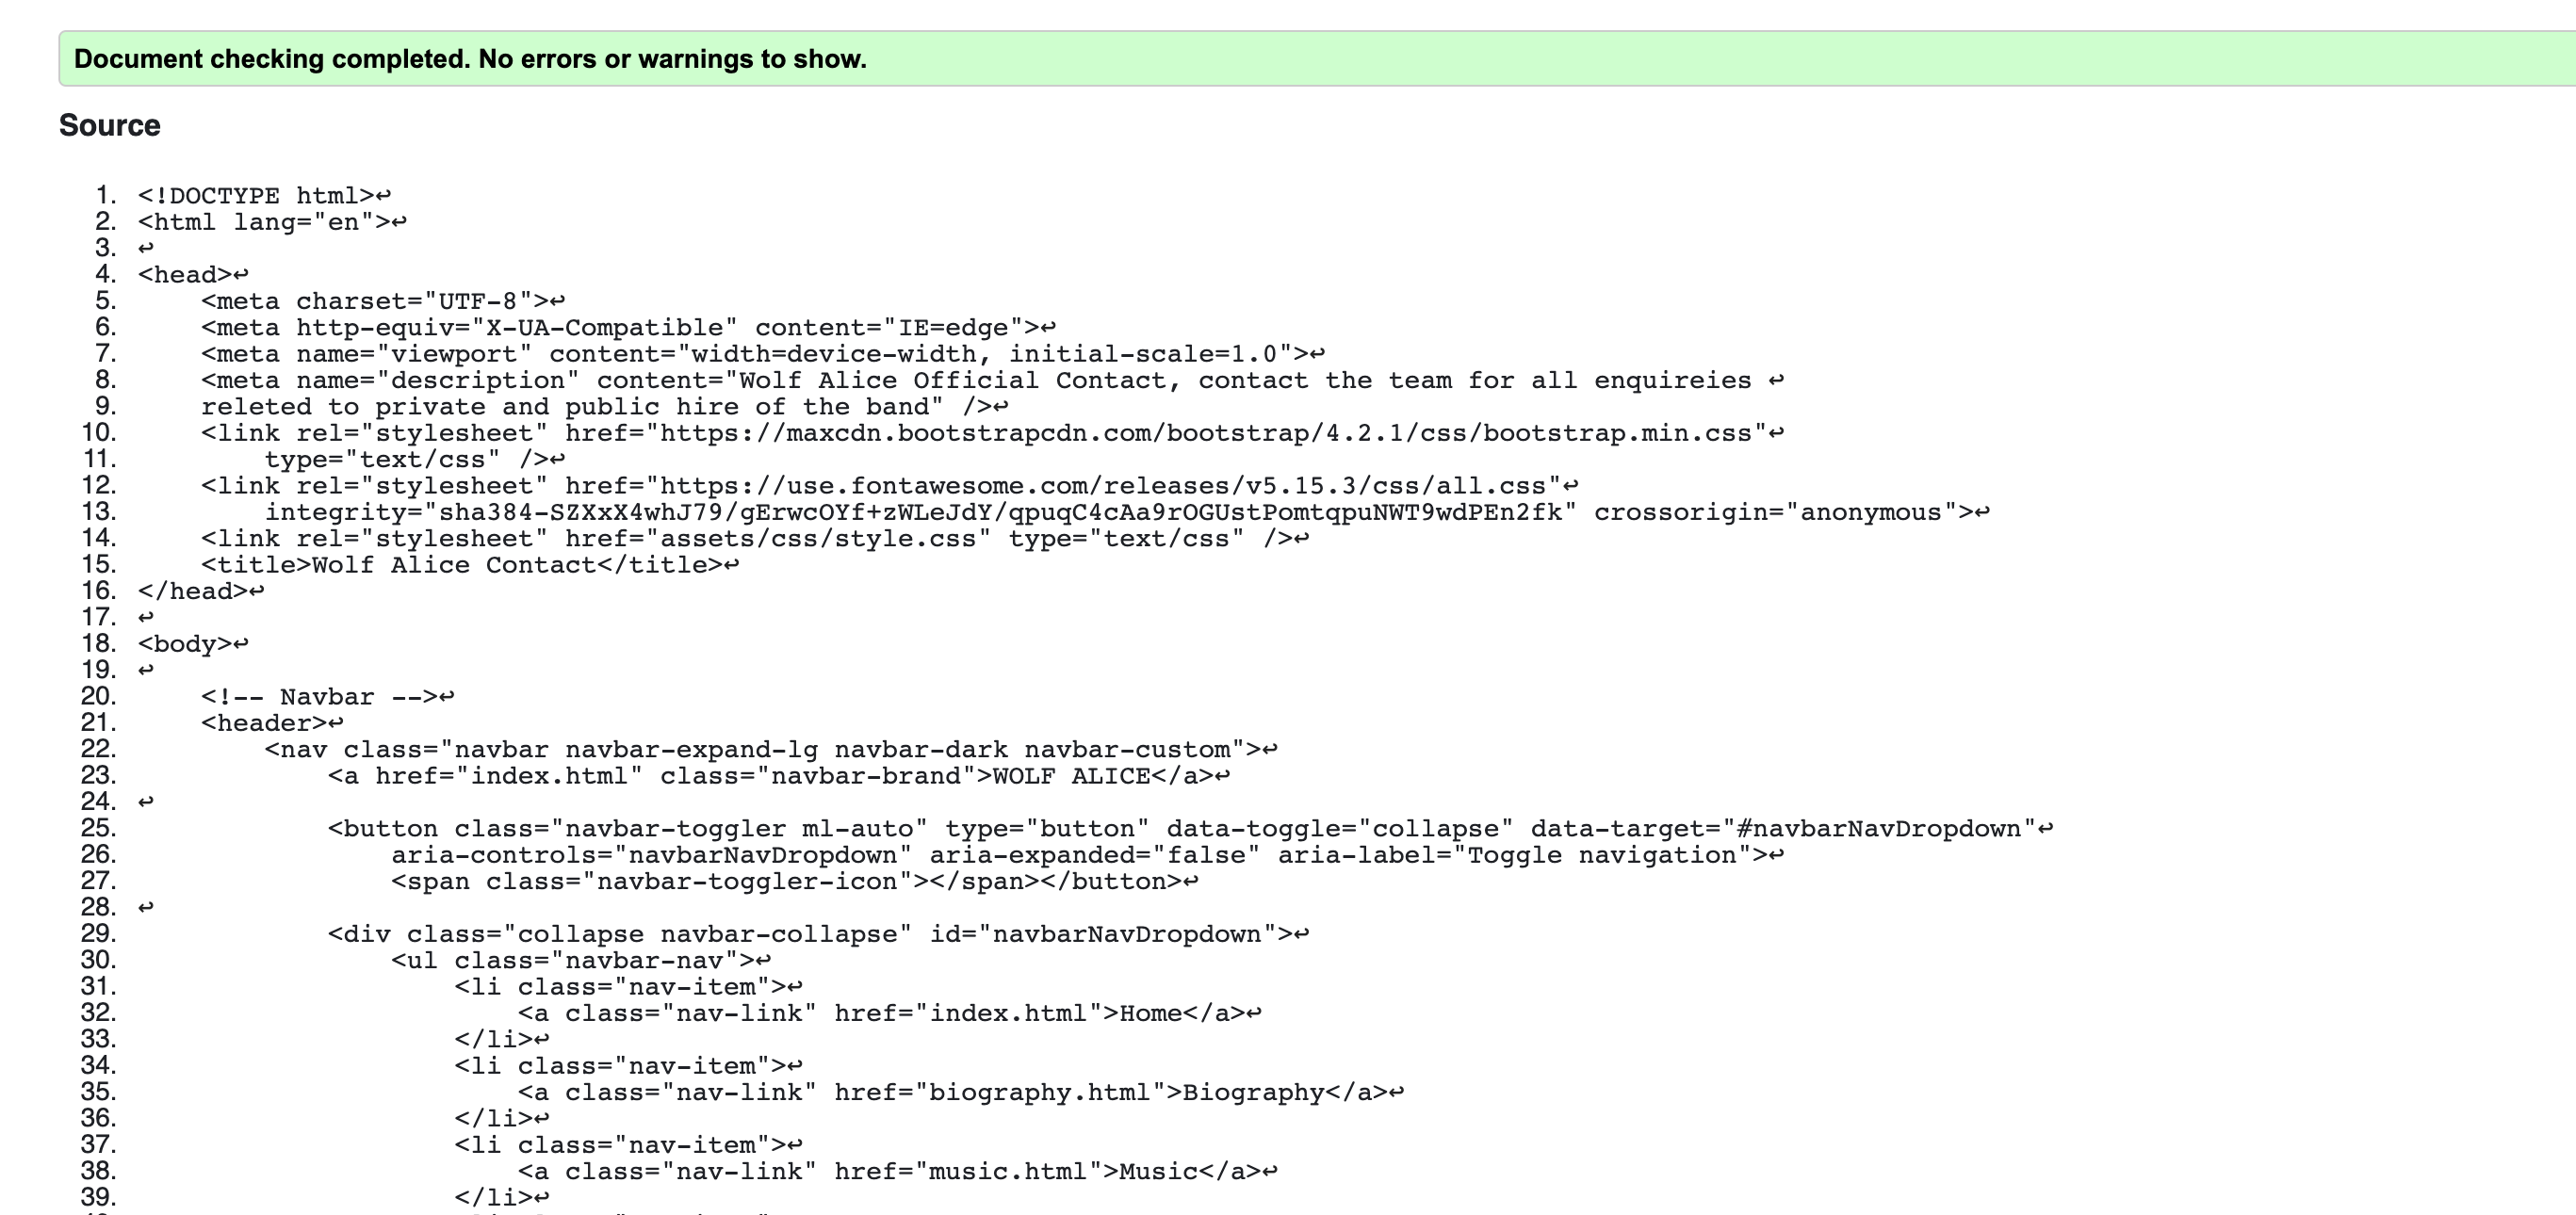 Document checking completed. No errors or warnings to show.
Source
1. <!DOCTYPE html>↩
2. <html lang="en">↩
3. ↩
4. <head>↩
5.     <meta charset="UTF-8">↩
6.     <meta http-equiv="X-UA-Compatible" content="IE=edge">↩
7.     <meta name="viewport" content="width=device-width, initial-scale=1.0">↩
8.     <meta name="description" content="Wolf Alice Official Contact, contact the team for all enquireies ↩
9.     releted to private and public hire of the band" />↩
10.     <link rel="stylesheet" href="https://maxcdn.bootstrapcdn.com/bootstrap/4.2.1/css/bootstrap.min.css"↩
11.         type="text/css" />↩
12.     <link rel="stylesheet" href="https://use.fontawesome.com/releases/v5.15.3/css/all.css"↩
13.         integrity="sha384-SZXxX4whJ79/gErwcOYf+zWLeJdY/qpuqC4cAa9rOGUstPomtqpuNWT9wdPEn2fk" crossorigin="anonymous">↩
14.     <link rel="stylesheet" href="assets/css/style.css" type="text/css" />↩
15.     <title>Wolf Alice Contact</title>↩
16. </head>↩
17. ↩
18. <body>↩
19. ↩
20.     <!-- Navbar -->↩
21.     <header>↩
22.         <nav class="navbar navbar-expand-lg navbar-dark navbar-custom">↩
23.             <a href="index.html" class="navbar-brand">WOLF ALICE</a>↩
24. ↩
25.             <button class="navbar-toggler ml-auto" type="button" data-toggle="collapse" data-target="#navbarNavDropdown"↩
26.                 aria-controls="navbarNavDropdown" aria-expanded="false" aria-label="Toggle navigation">↩
27.                 <span class="navbar-toggler-icon"></span></button>↩
28. ↩
29.             <div class="collapse navbar-collapse" id="navbarNavDropdown">↩
30.                 <ul class="navbar-nav">↩
31.                     <li class="nav-item">↩
32.                         <a class="nav-link" href="index.html">Home</a>↩
33.                     </li>↩
34.                     <li class="nav-item">↩
35.                         <a class="nav-link" href="biography.html">Biography</a>↩
36.                     </li>↩
37.                     <li class="nav-item">↩
38.                         <a class="nav-link" href="music.html">Music</a>↩
39.                     </li>↩